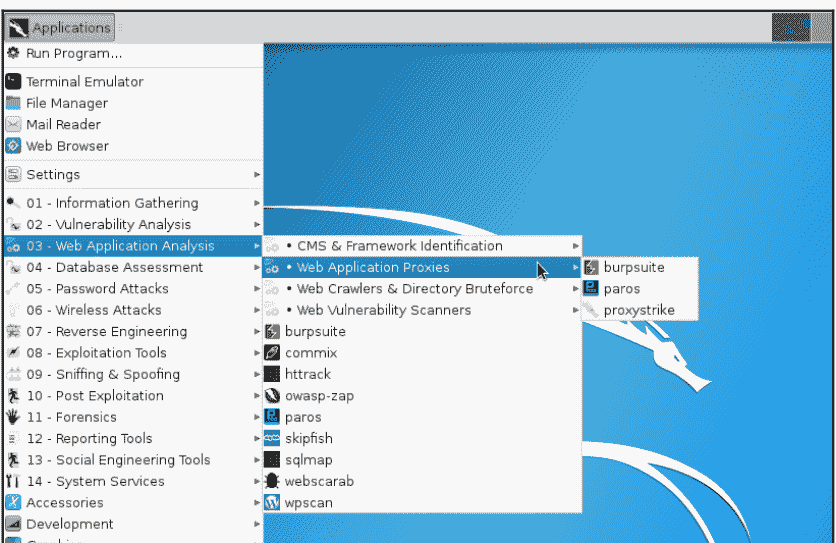 Applications
Run Program...
Terminal Emulator
File Manager
Mail Reader
Web Browser
Settings
01 - Information Gathering
02 - Vulnerability Analysis
03 - Web Application Analysis
04 - Database Assessment
05 - Password Attacks
06 - Wireless Attacks
07 - Reverse Engineering
08 - Exploitation Tools
09 - Sniffing & Spoofing
10 - Post Exploitation
11 - Forensics
12 - Reporting Tools
13 - Social Engineering Tools
14 - System Services
Accessories
Development
• CMS & Framework Identification
• Web Application Proxies
• Web Crawlers & Directory Bruteforce
• Web Vulnerability Scanners
burpsuite
commix
httrack
owasp-zap
paros
skipfish
sqlmap
webscarab
wpscan
burpsuite
paros
proxystrike